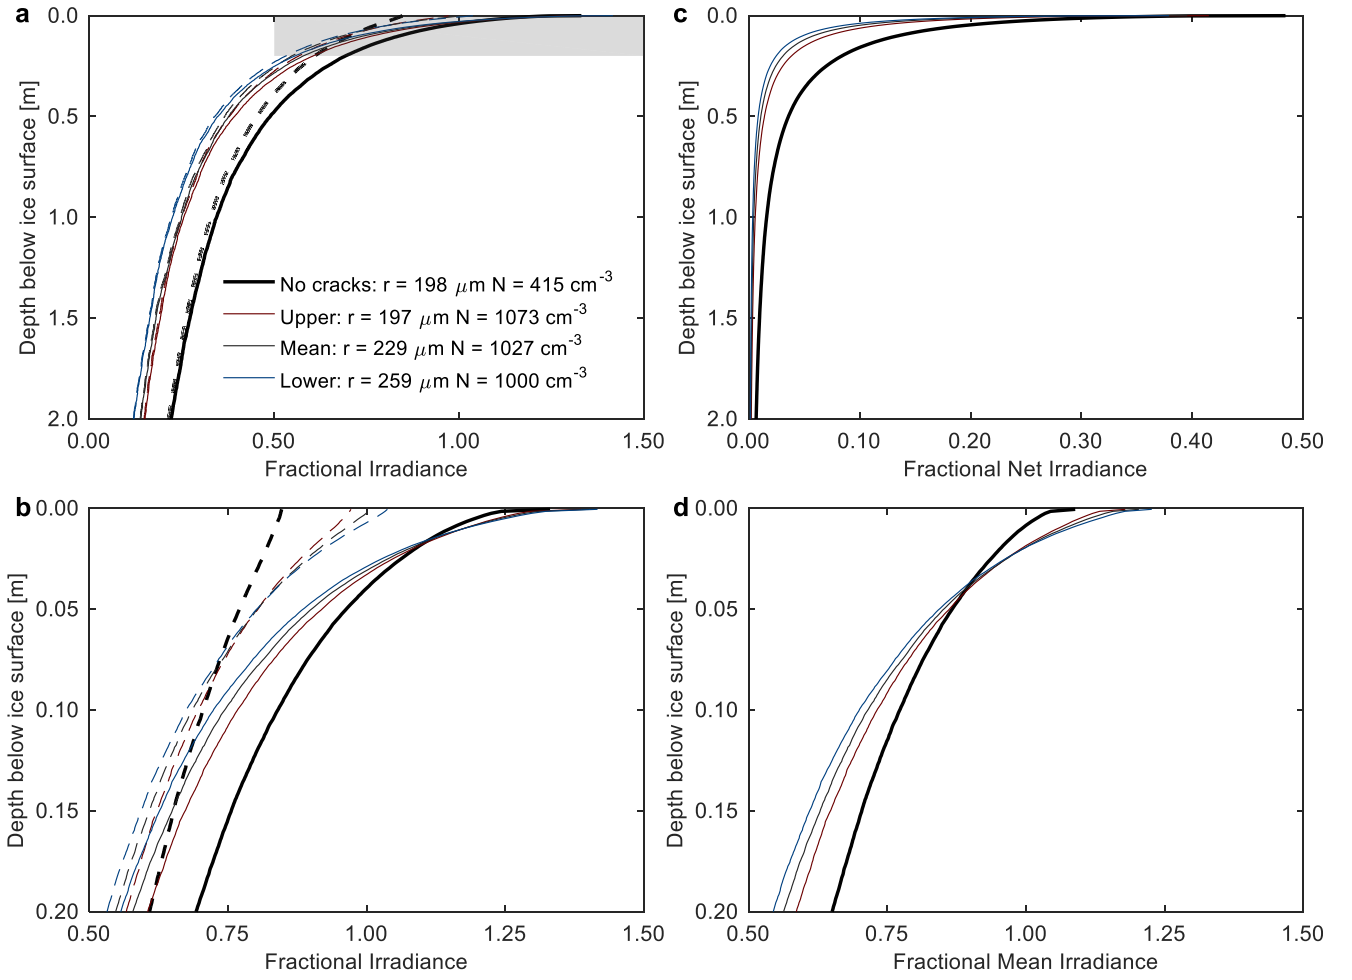 a
0.0
0.5
1.0
1.5
2.0
Depth below ice surface [m]
No cracks: r = 198 μm N = 415 cm-3
Upper: r = 197 μm N = 1073 cm-3
Mean: r = 229 μm N = 1027 cm-3
Lower: r = 259 μm N = 1000 cm-3
0.00 0.50 1.00 1.50
Fractional Irradiance
c
0.0
0.5
1.0
1.5
2.0
Depth below ice surface [m]
0.00 0.10 0.20 0.30 0.40 0.50
Fractional Net Irradiance
b
0.00
0.05
0.10
0.15
0.20
Depth below ice surface [m]
0.50 0.75 1.00 1.25 1.50
Fractional Irradiance
d
0.00
0.05
0.10
0.15
0.20
Depth below ice surface [m]
0.50 0.75 1.00 1.25 1.50
Fractional Mean Irradiance